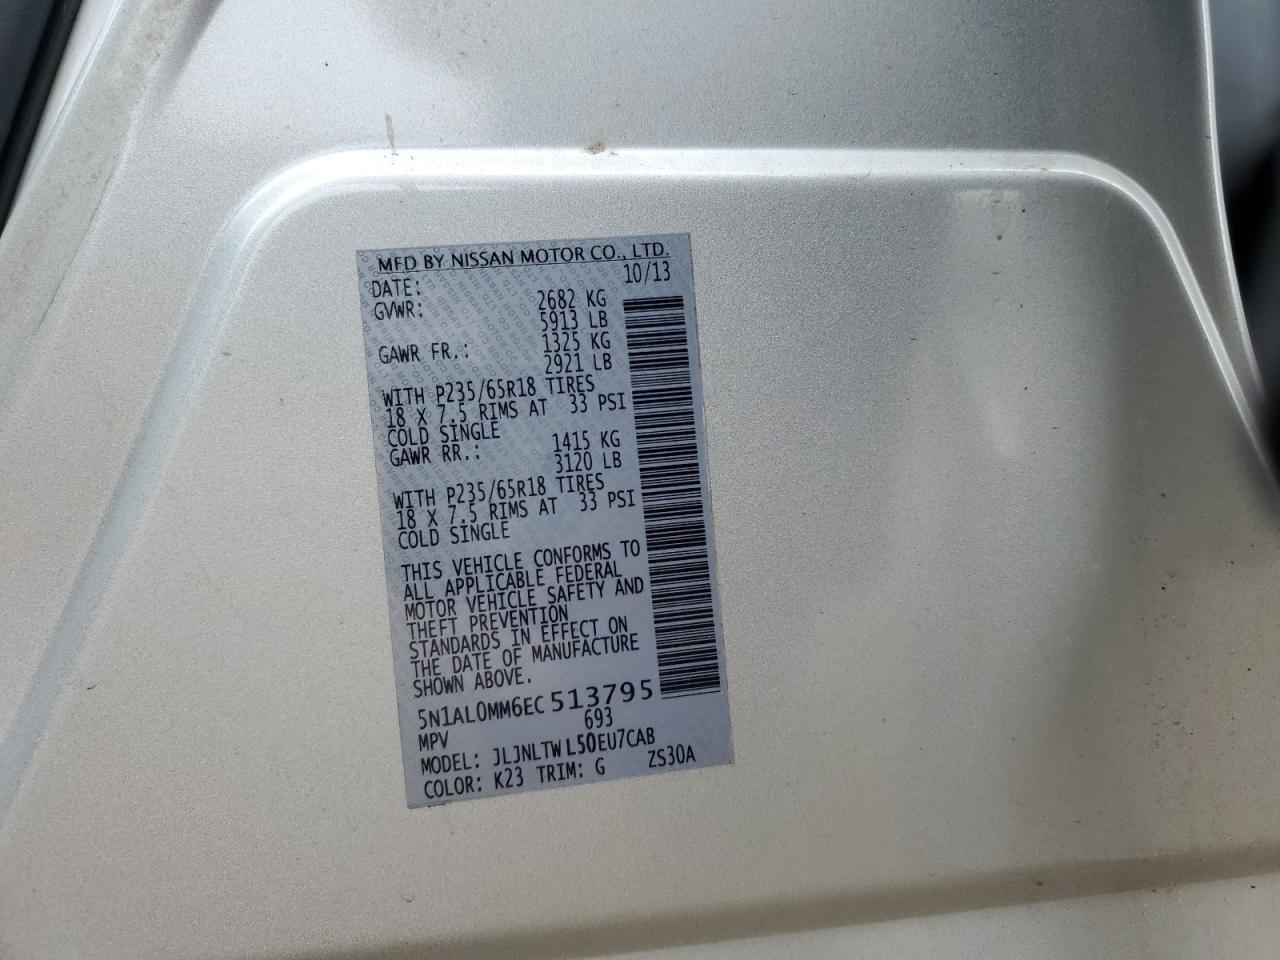 MFD BY NISSAN MOTOR CO., LTD.
DATE: 10/13
GVWR: 2682 KG
5913 LB
GAWR FR.: 1325 KG
2921 LB
WITH P235/65R18 TIRES
18 X 7.5 RIMS AT 33 PSI
COLD SINGLE
GAWR RR.: 1415 KG
3120 LB
WITH P235/65R18 TIRES
18 X 7.5 RIMS AT 33 PSI
COLD SINGLE
THIS VEHICLE CONFORMS TO
ALL APPLICABLE FEDERAL
MOTOR VEHICLE SAFETY AND
THEFT PREVENTION
STANDARDS IN EFFECT ON
THE DATE OF MANUFACTURE
SHOWN ABOVE.
5N1AL0MM6EC513795
MPV 693
MODEL: JLJNLTWL50EU7CAB
COLOR: K23 TRIM: G ZS30A